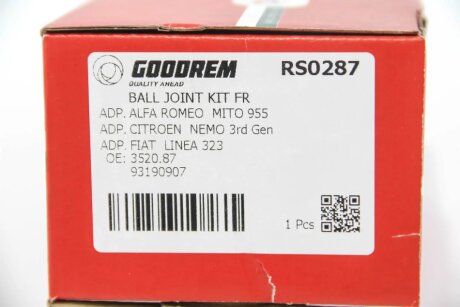 GOODREM RS0287
QUALITY AHEAD
BALL JOINT KIT FR
ADP. ALFA ROMEO MITO 955
ADP. CITROEN NEMO 3rd Gen
ADP. FIAT LINEA 323
OE: 3520.87
93190907
1 Pcs